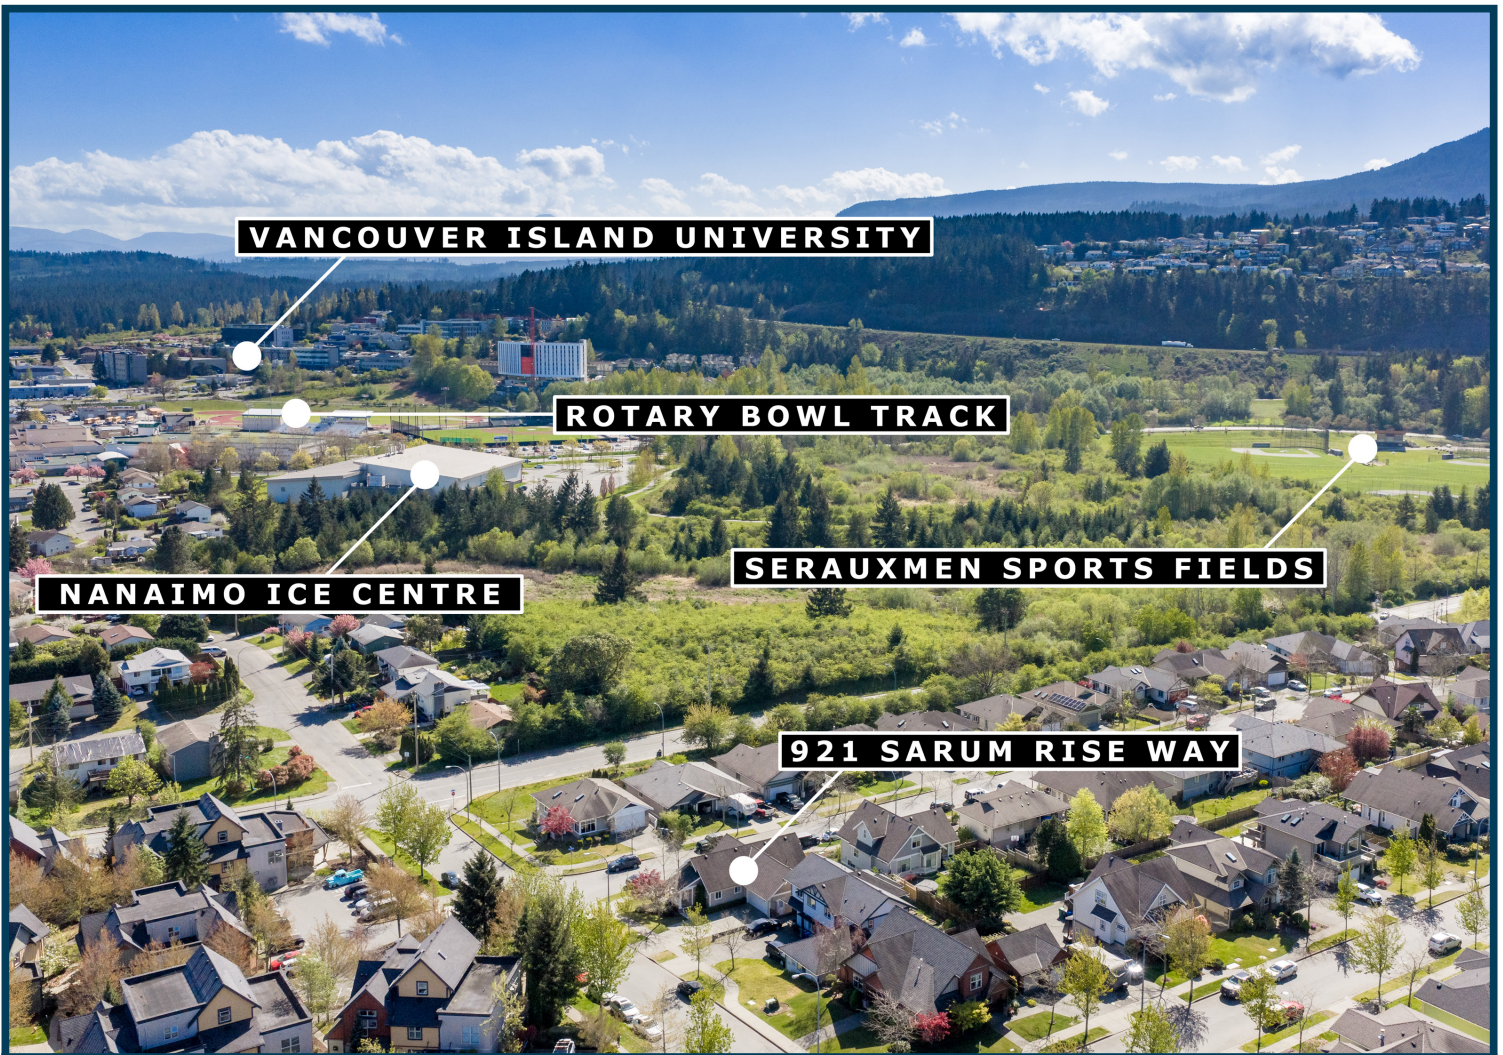 VANCOUVER ISLAND UNIVERSITY
ROTARY BOWL TRACK
NANAIMO ICE CENTRE
SERAUXMEN SPORTS FIELDS
921 SARUM RISE WAY